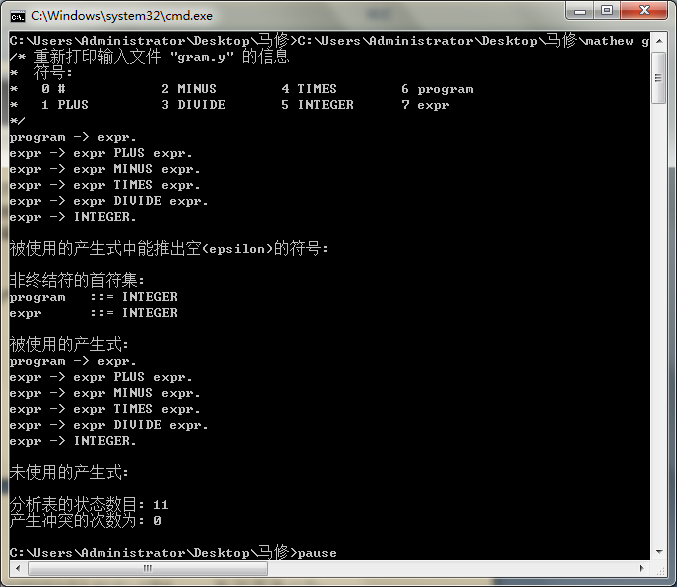 C:\Windows\system32\cmd.exe
C:\Users\Administrator\Desktop\马修>C:\Users\Administrator\Desktop\马修\mathew g
/* 重新打印输入文件 "gram.y" 的信息
*  符号:
*   0 #            2 MINUS        4 TIMES        6 program
*   1 PLUS         3 DIVIDE       5 INTEGER      7 expr
*/
program -> expr.
expr -> expr PLUS expr.
expr -> expr MINUS expr.
expr -> expr TIMES expr.
expr -> expr DIVIDE expr.
expr -> INTEGER.
被使用的产生式中能推出空(epsilon)的符号:
非终结符的首符集:
program   ::= INTEGER
expr      ::= INTEGER
被使用的产生式:
program -> expr.
expr -> expr PLUS expr.
expr -> expr MINUS expr.
expr -> expr TIMES expr.
expr -> expr DIVIDE expr.
expr -> INTEGER.
未使用的产生式:
分析表的状态数目: 11
产生冲突的次数为: 0
C:\Users\Administrator\Desktop\马修>pause